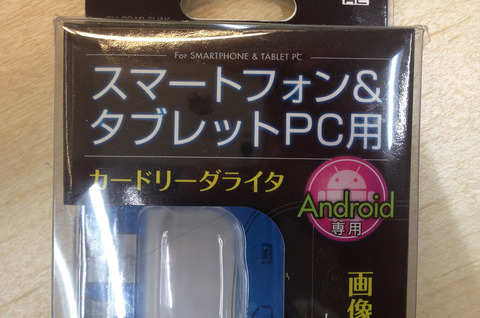 For SMARTPHONE & TABLET PC
スマートフォン&
タブレットPC用
カードリーダライタ
Android
専用
画像